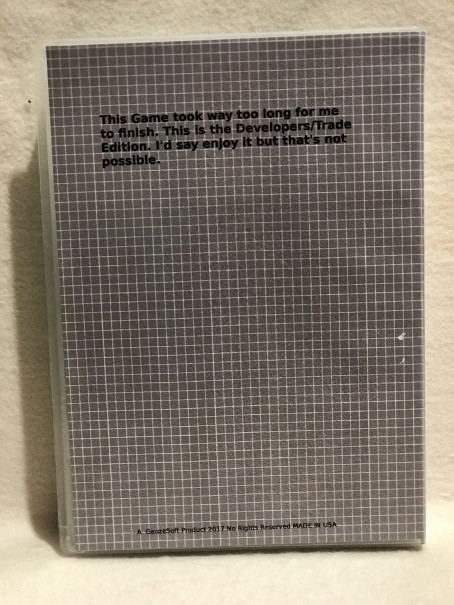 This Game took way too long for me
to finish. This is the Developers/Trade
Edition. I'd say enjoy it but that's not
possible.
A GauzeSoft Product 2017 No Rights Reserved MADE IN USA